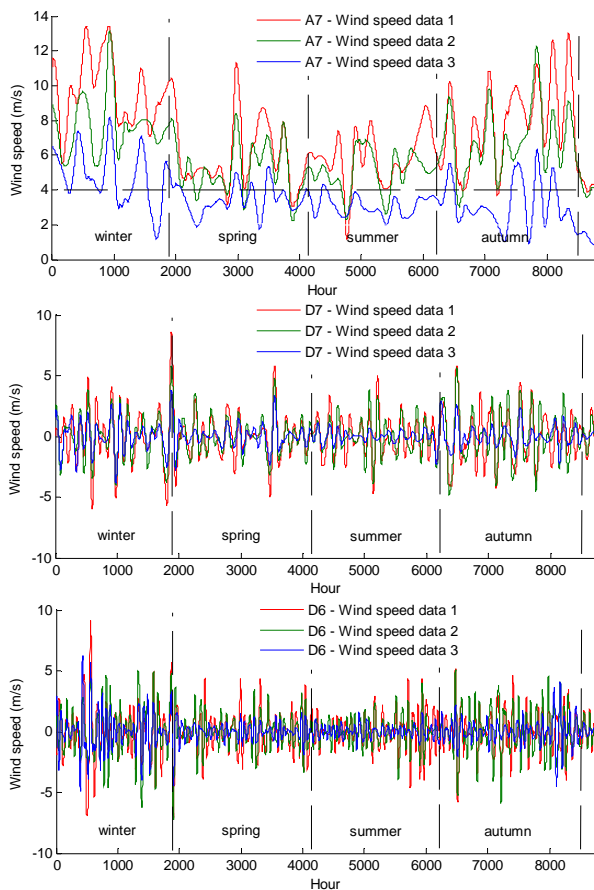 14
A7 - Wind speed data 1
12
A7 - Wind speed data 2
10
A7 - Wind speed data 3
8
6
4
2
0
Wind speed (m/s)
winter spring summer autumn
0 1000 2000 3000 4000 5000 6000 7000 8000
Hour
10
D7 - Wind speed data 1
D7 - Wind speed data 2
D7 - Wind speed data 3
5
0
-5
-10
Wind speed (m/s)
winter spring summer autumn
0 1000 2000 3000 4000 5000 6000 7000 8000
Hour
10
D6 - Wind speed data 1
D6 - Wind speed data 2
D6 - Wind speed data 3
5
0
-5
-10
Wind speed (m/s)
winter spring summer autumn
0 1000 2000 3000 4000 5000 6000 7000 8000
Hour